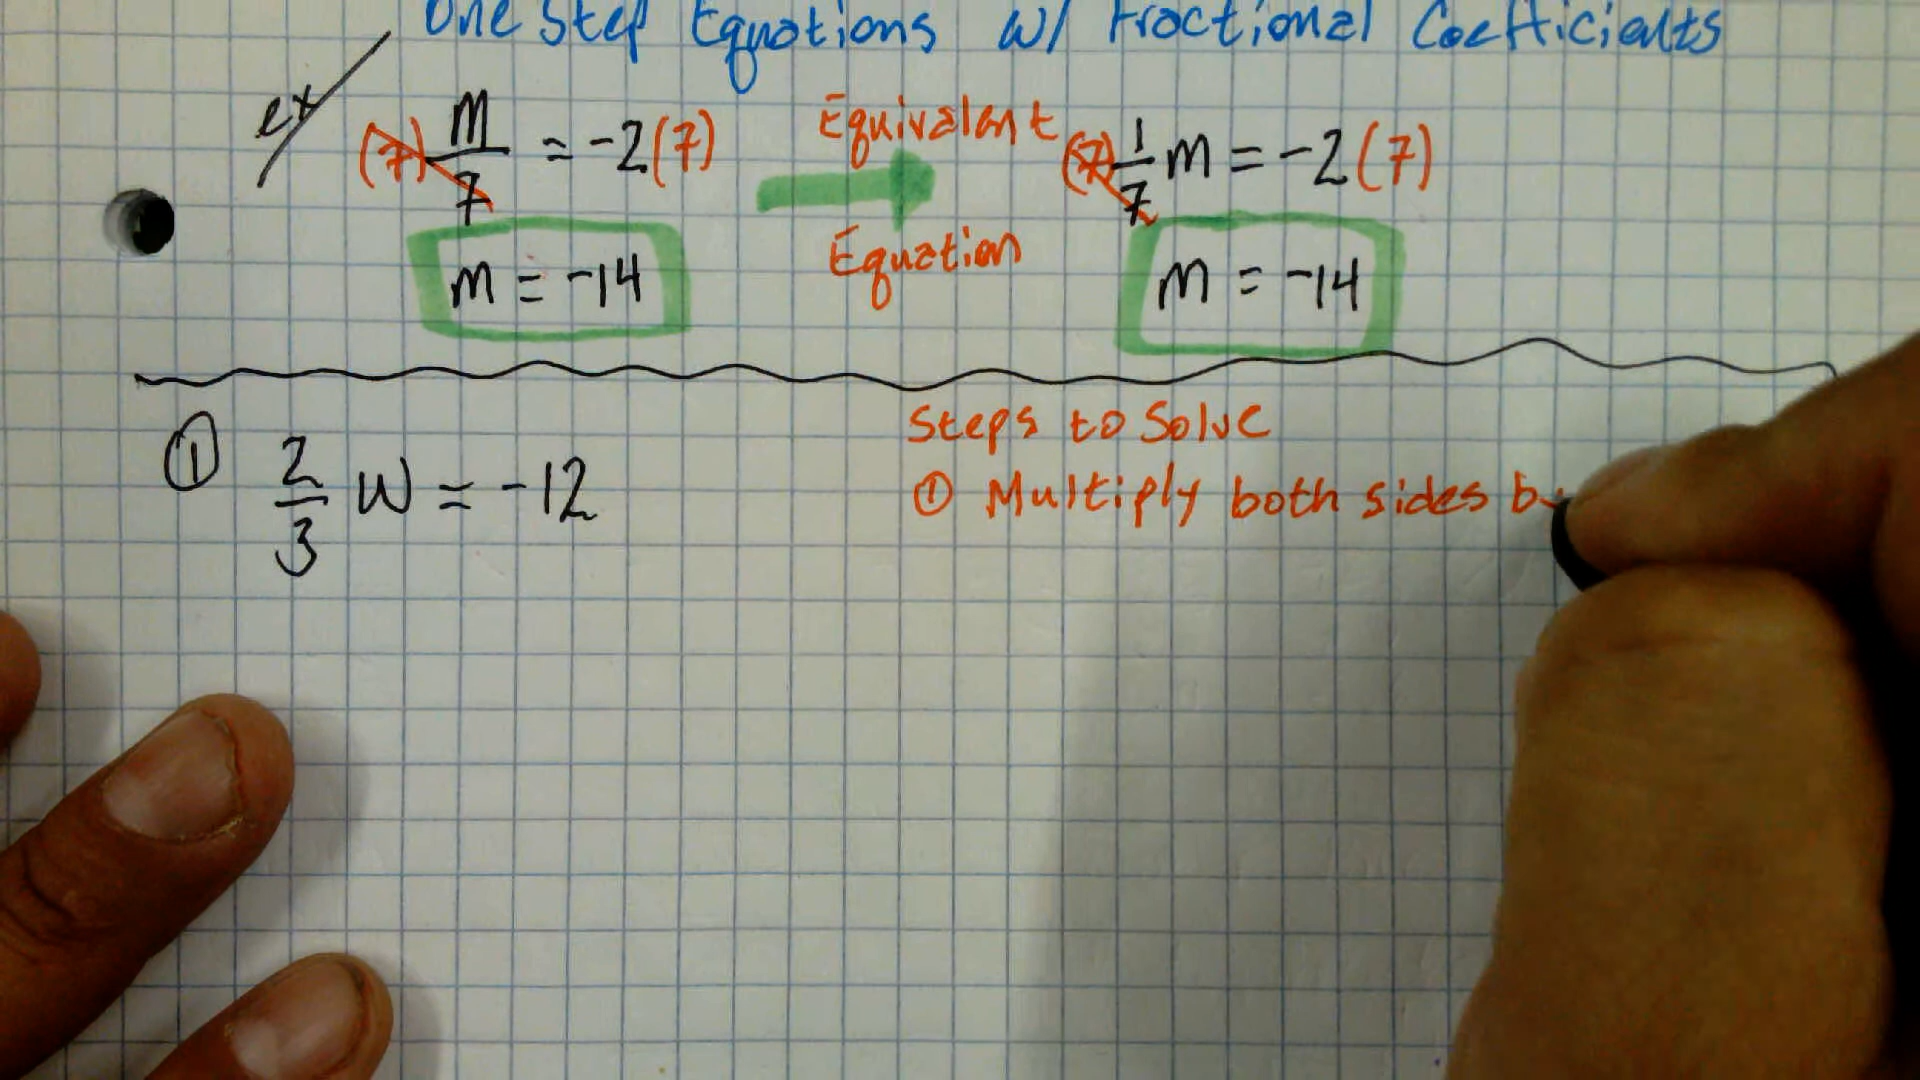 One Step Equations w/ Fractional Coefficients
ex
(7) m/7 = -2(7)
Equivalent
(7) 1/7 m = -2(7)
Equation
m = -14
m = -14
① 2/3 W = -12
Steps to Solve
① Multiply both sides by